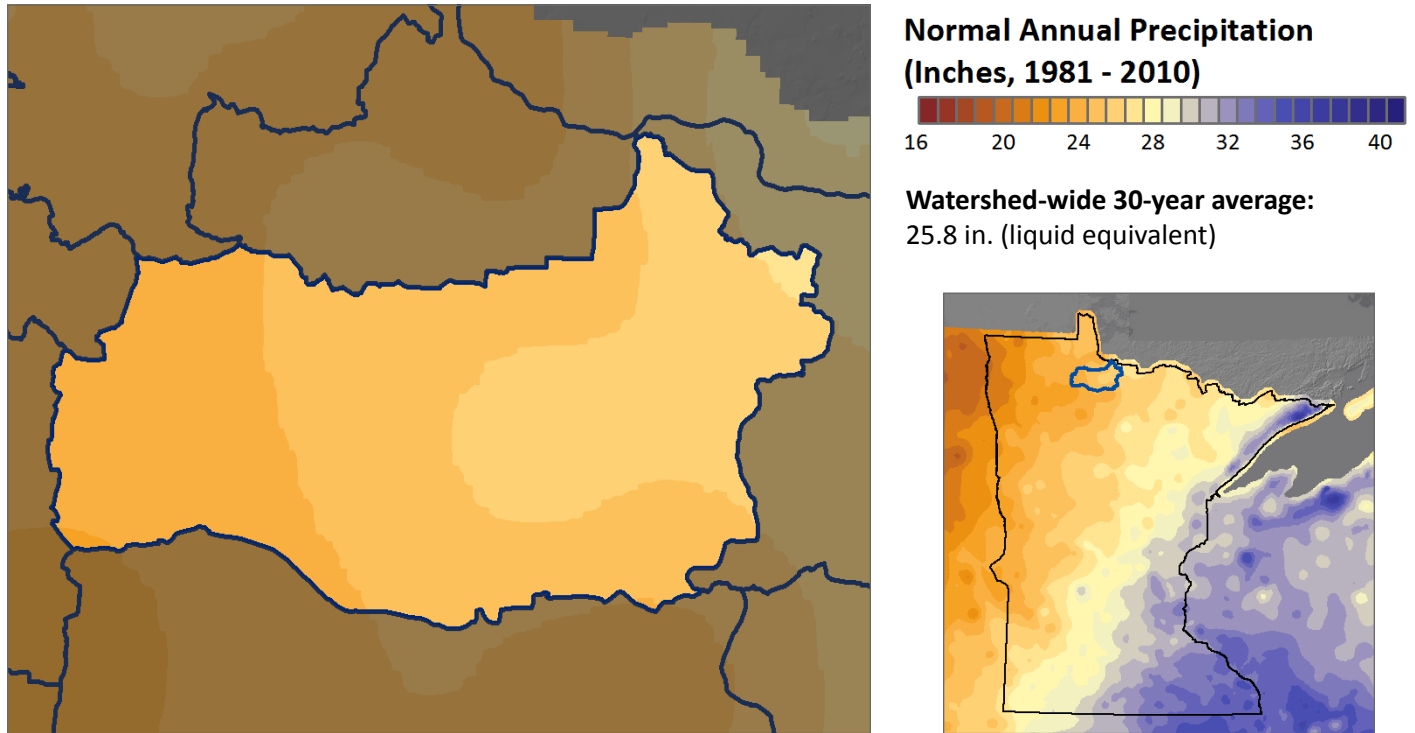 Normal Annual Precipitation
(Inches, 1981 - 2010)
16 20 24 28 32 36 40
Watershed-wide 30-year average:
25.8 in. (liquid equivalent)